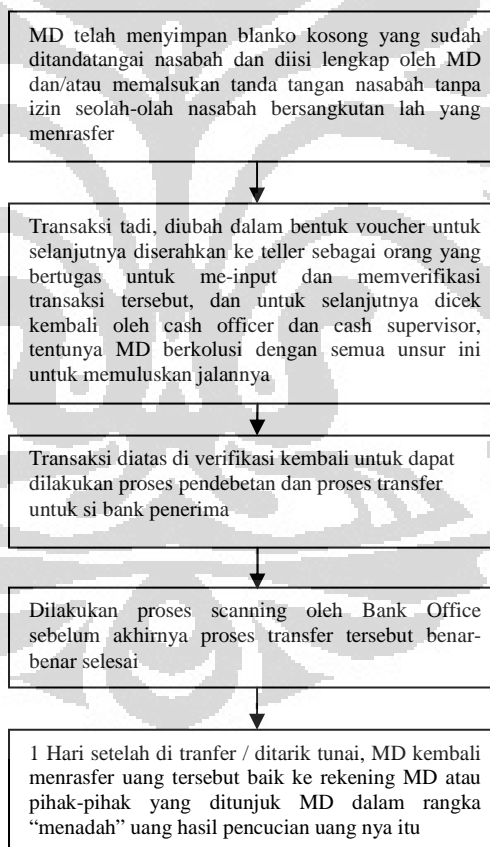 MD telah menyimpan blanko kosong yang sudah
ditandatangai nasabah dan diisi lengkap oleh MD
dan/atau memalsukan tanda tangan nasabah tanpa
izin seolah-olah nasabah bersangkutan lah yang
menrasfer
Transaksi tadi, diubah dalam bentuk voucher untuk
selanjutnya diserahkan ke teller sebagai orang yang
bertugas untuk me-input dan memverifikasi
transaksi tersebut, dan untuk selanjutnya dicek
kembali oleh cash officer dan cash supervisor,
tentunya MD berkolusi dengan semua unsur ini
untuk memuluskan jalannya
Transaksi diatas di verifikasi kembali untuk dapat
dilakukan proses pendebetan dan proses transfer
untuk si bank penerima
Dilakukan proses scanning oleh Bank Office
sebelum akhirnya proses transfer tersebut benar-
benar selesai
1 Hari setelah di tranfer / ditarik tunai, MD kembali
menrasfer uang tersebut baik ke rekening MD atau
pihak-pihak yang ditunjuk MD dalam rangka
“menadah” uang hasil pencucian uang nya itu